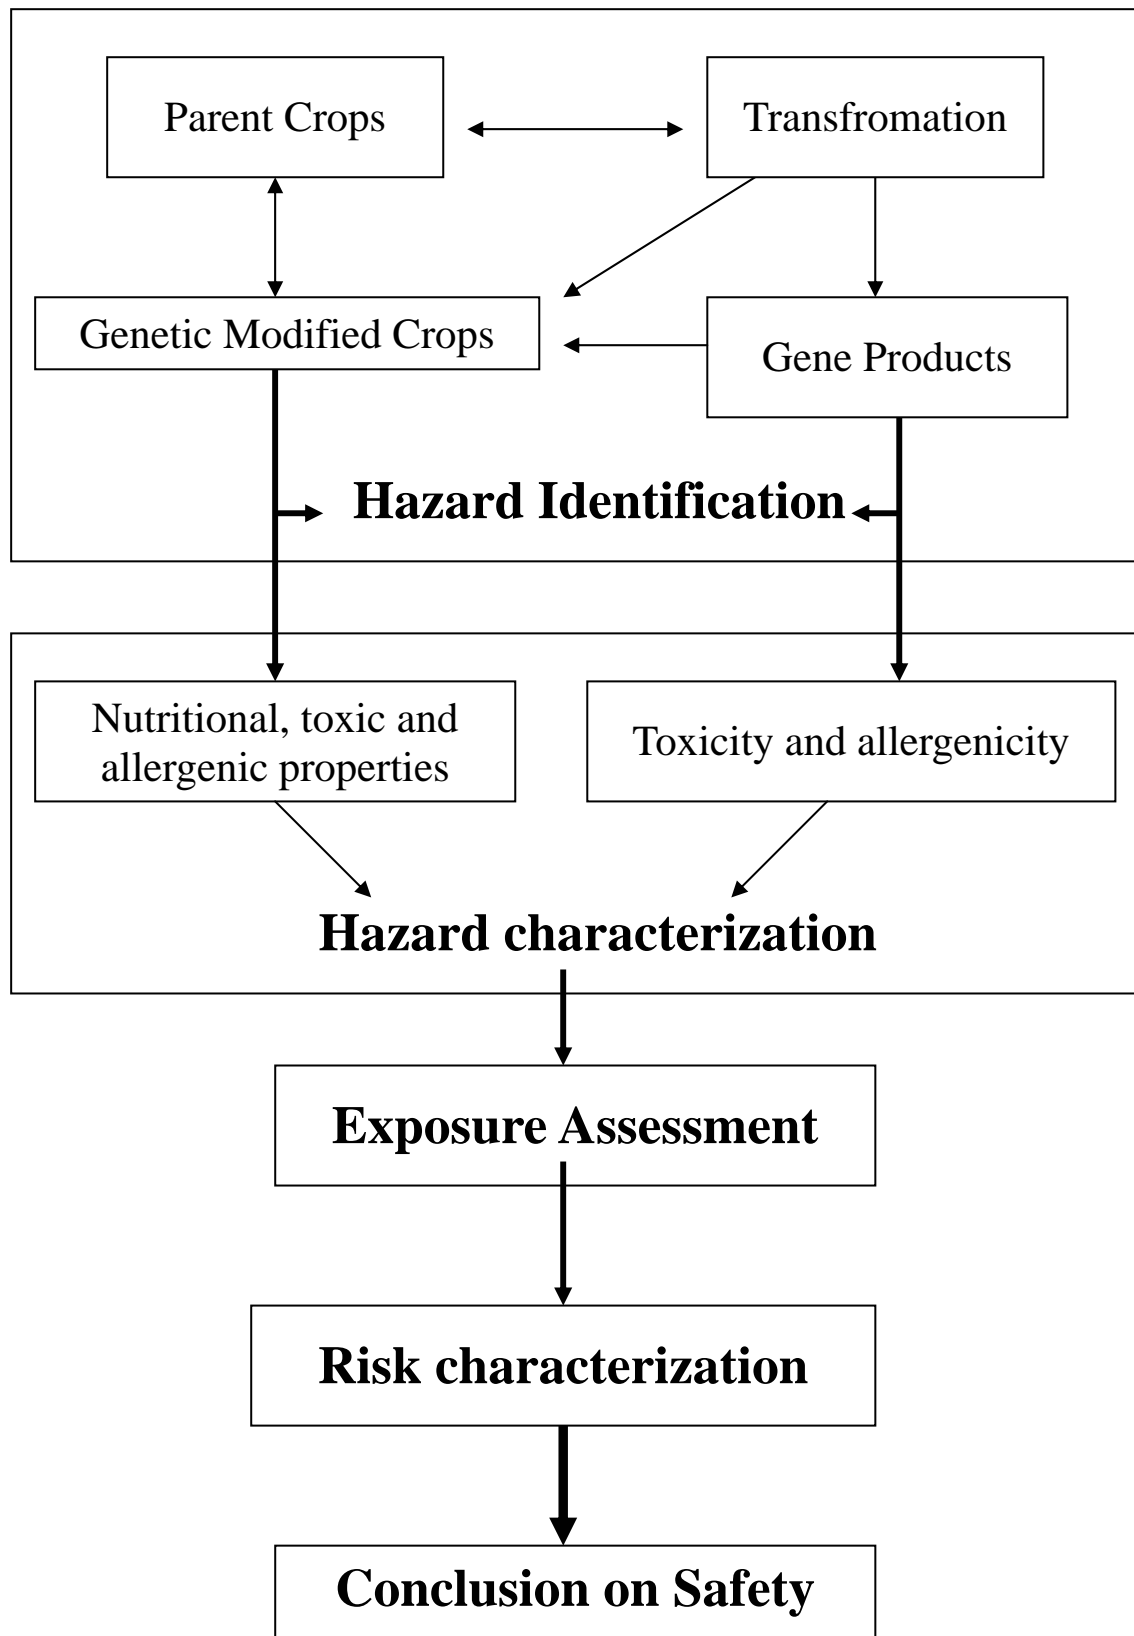 Parent Crops
Transfromation
Genetic Modified Crops
Gene Products
Hazard Identification
Nutritional, toxic and
allergenic properties
Toxicity and allergenicity
Hazard characterization
Exposure Assessment
Risk characterization
Conclusion on Safety